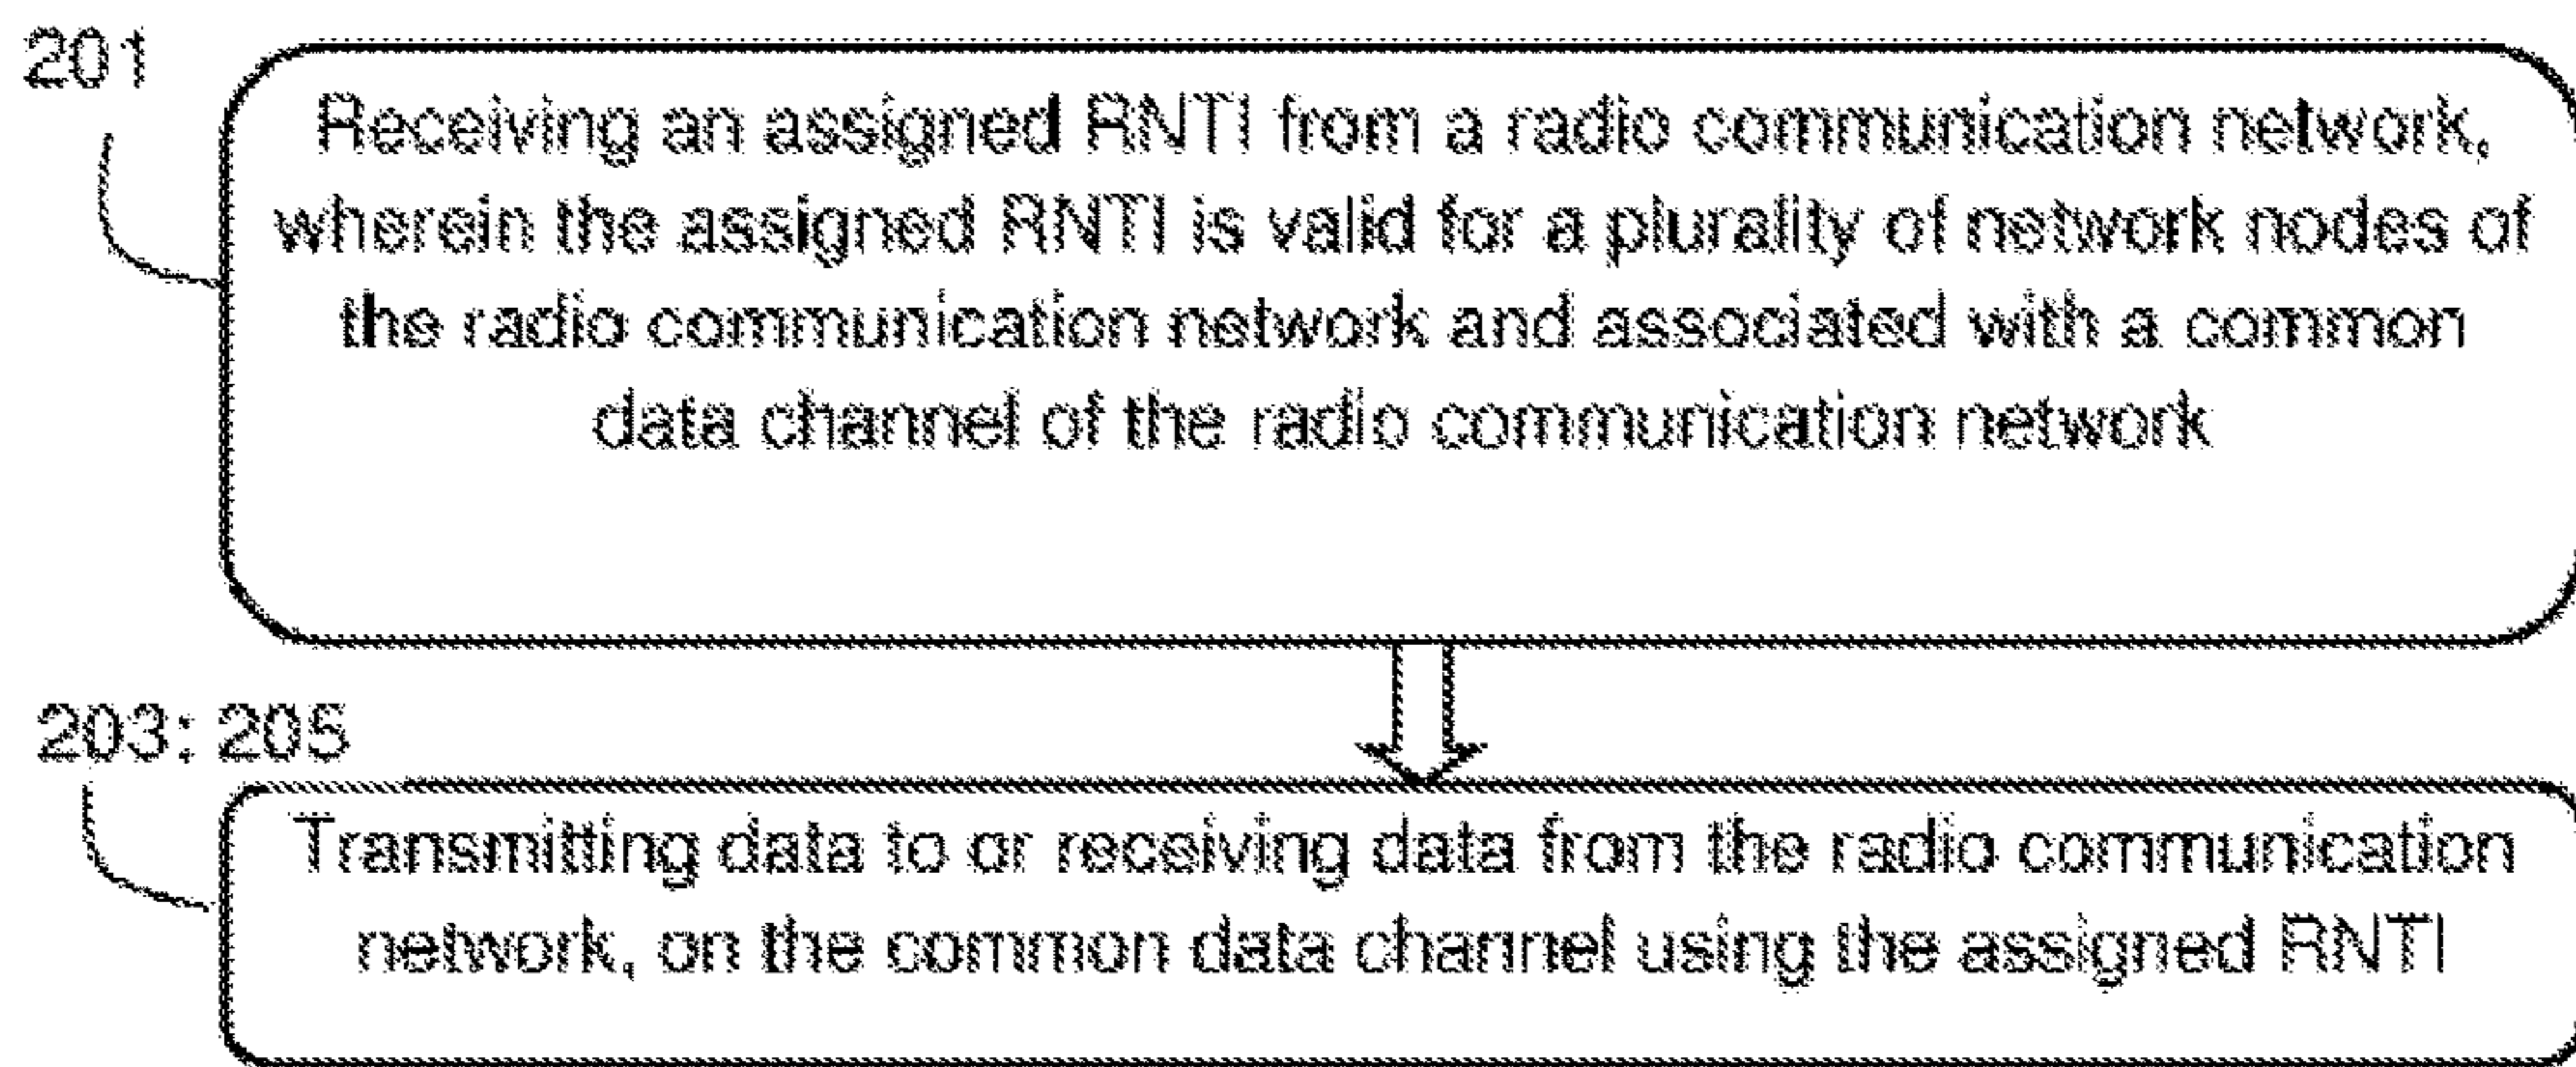 201
Receiving an assigned RNTI from a radio communication network,
wherein the assigned RNTI is valid for a plurality of network nodes of
the radio communication network and associated with a common
data channel of the radio communication network
203: 205
Transmitting data to or receiving data from the radio communication
network, on the common data channel using the assigned RNTI